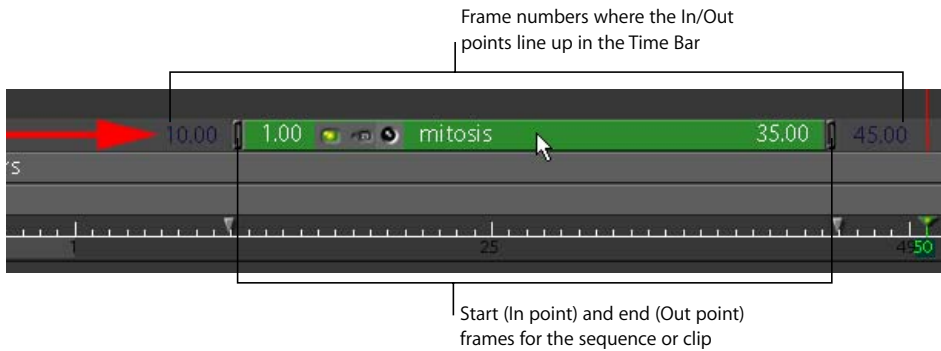 Frame numbers where the In/Out
points line up in the Time Bar
10.00 1.00 mitosis 35.00 45.00
's
1 25 49 50
Start (In point) and end (Out point)
frames for the sequence or clip